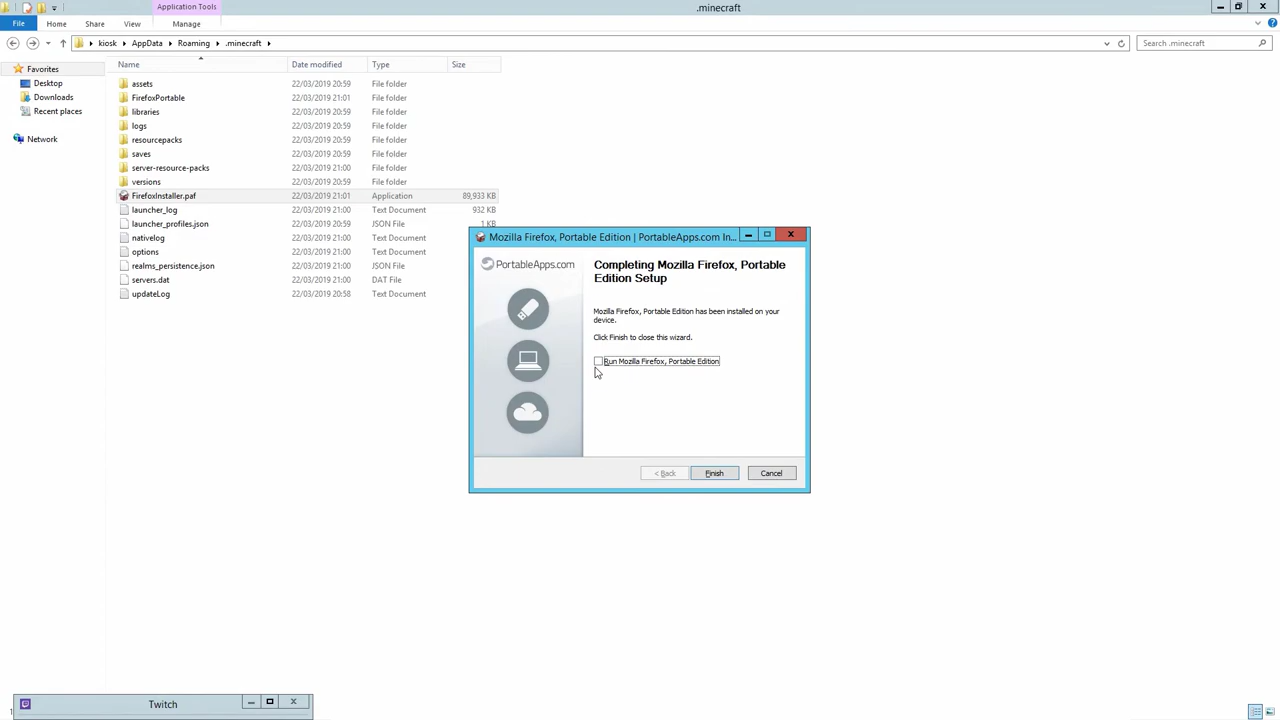 Application Tools
.minecraft
File
Home
Share
View
Manage
kiosk
AppData
Roaming
.minecraft
Search .minecraft
Name
Date modified
Type
Size
Favorites
Desktop
Downloads
Recent places
Network
assets 22/03/2019 20:59 File folder
FirefoxPortable 22/03/2019 21:01 File folder
libraries 22/03/2019 20:59 File folder
logs 22/03/2019 20:59 File folder
resourcepacks 22/03/2019 20:59 File folder
saves 22/03/2019 20:59 File folder
server-resource-packs 22/03/2019 21:00 File folder
versions 22/03/2019 20:59 File folder
FirefoxInstaller.paf 22/03/2019 21:01 Application 89,933 KB
launcher_log 22/03/2019 21:00 Text Document 932 KB
launcher_profiles.json 22/03/2019 20:59 JSON File 1 KB
nativelog 22/03/2019 21:00 Text Document
options 22/03/2019 21:00 Text Document
realms_persistence.json 22/03/2019 21:00 JSON File
servers.dat 22/03/2019 21:00 DAT File
updateLog 22/03/2019 20:58 Text Document
Mozilla Firefox, Portable Edition | PortableApps.com In...
PortableApps.com
Completing Mozilla Firefox, Portable
Edition Setup
Mozilla Firefox, Portable Edition has been installed on your
device.
Click Finish to close this wizard.
Run Mozilla Firefox, Portable Edition
< Back
Finish
Cancel
Twitch